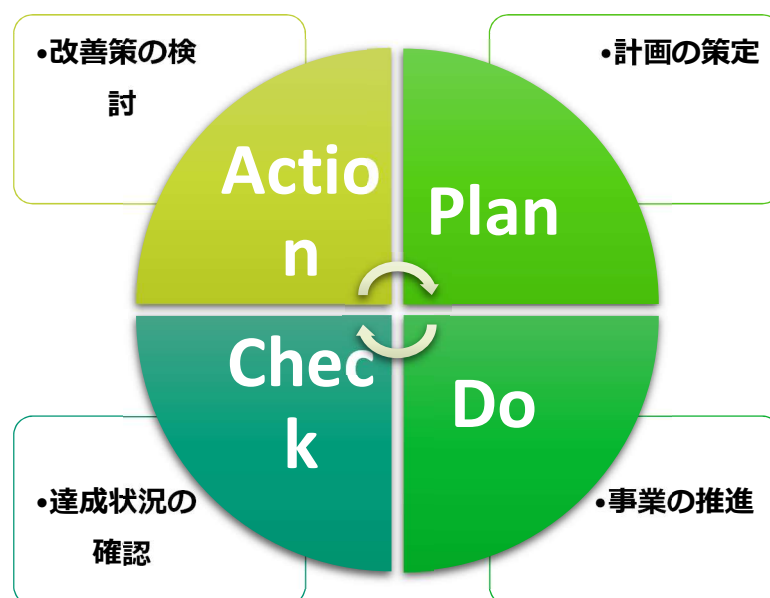 •改善策の検
討
•計画の策定
Actio
n
Plan
Chec
k
Do
•達成状況の
確認
•事業の推進